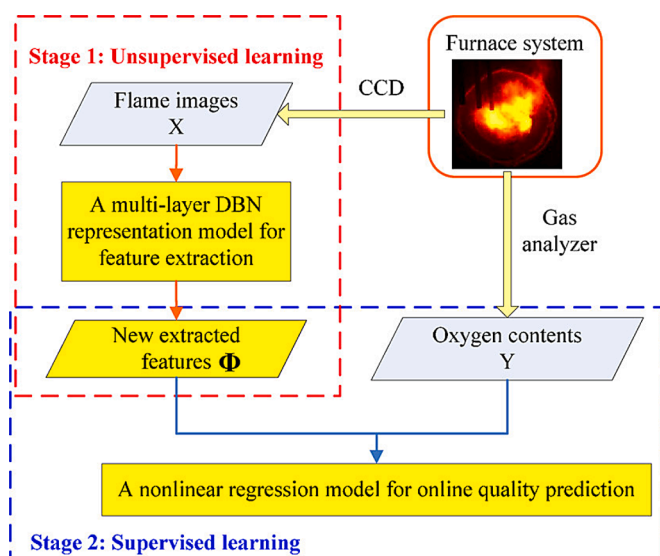 Stage 1: Unsupervised learning
Furnace system
Flame images
X
CCD
A multi-layer DBN
representation model for
feature extraction
Gas
analyzer
New extracted
features Φ
Oxygen contents
Y
A nonlinear regression model for online quality prediction
Stage 2: Supervised learning